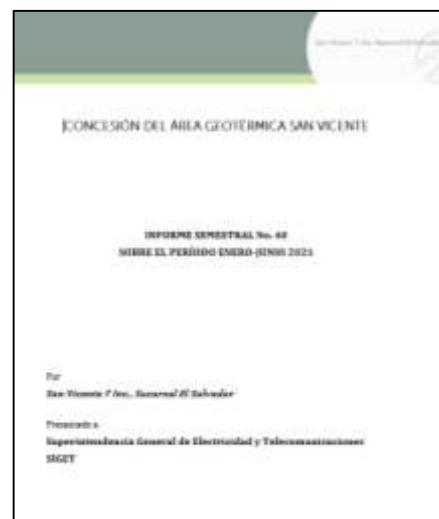 CONCESIÓN DEL ÁREA GEOTÉRMICA SAN VICENTE
INFORME SEMESTRAL No. 40
SOBRE EL PERÍODO ENERO-JUNIO 2021
Por
San Vicente 7 Inc., Sucursal El Salvador
Presentado a
Superintendencia General de Electricidad y Telecomunicaciones
SIGET